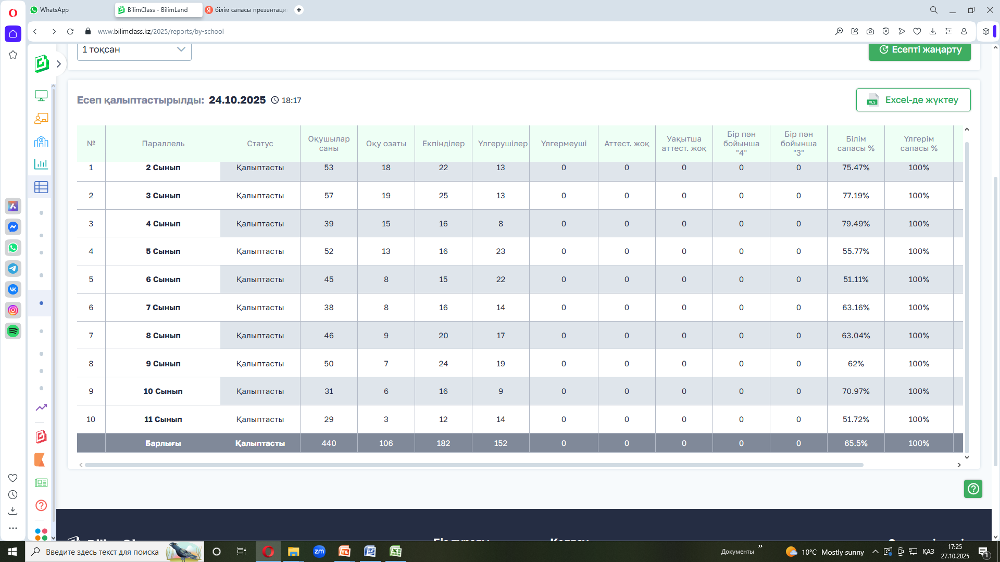 WhatsApp
BilimClass - BilimLand
білім сапасы презентаци
www.bilimclass.kz/2025/reports/by-school
1 тоқсан
Есепті жаңарту
Есеп қалыптастырылды: 24.10.2025 18:17
XLS Excel-де жүктеу
№ Параллель Статус Оқушылар саны Оқу озаты Екпінділер Үлгерушілер Үлгермеуші Аттест. жоқ Уақытша аттест. жоқ Бір пән бойынша "4" Бір пән бойынша "3" Білім сапасы % Үлгерім сапасы %
1 2 Сынып Қалыптасты 53 18 22 13 0 0 0 0 0 75.47% 100%
2 3 Сынып Қалыптасты 57 19 25 13 0 0 0 0 0 77.19% 100%
3 4 Сынып Қалыптасты 39 15 16 8 0 0 0 0 0 79.49% 100%
4 5 Сынып Қалыптасты 52 13 16 23 0 0 0 0 0 55.77% 100%
5 6 Сынып Қалыптасты 45 8 15 22 0 0 0 0 0 51.11% 100%
6 7 Сынып Қалыптасты 38 8 16 14 0 0 0 0 0 63.16% 100%
7 8 Сынып Қалыптасты 46 9 20 17 0 0 0 0 0 63.04% 100%
8 9 Сынып Қалыптасты 50 7 24 19 0 0 0 0 0 62% 100%
9 10 Сынып Қалыптасты 31 6 16 9 0 0 0 0 0 70.97% 100%
10 11 Сынып Қалыптасты 29 3 12 14 0 0 0 0 0 51.72% 100%
Барлығы Қалыптасты 440 106 182 152 0 0 0 0 0 65.5% 100%
Введите здесь текст для поиска
zm
Документы
10°C Mostly sunny
ҚАЗ
17:25
27.10.2025
1